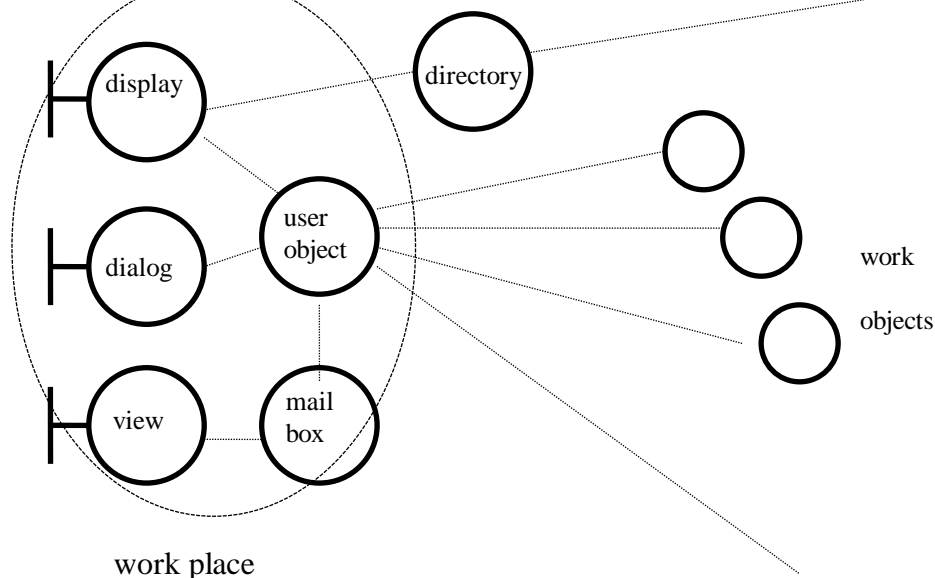 display
directory
user
object
dialog
work
objects
mail
box
view
work place